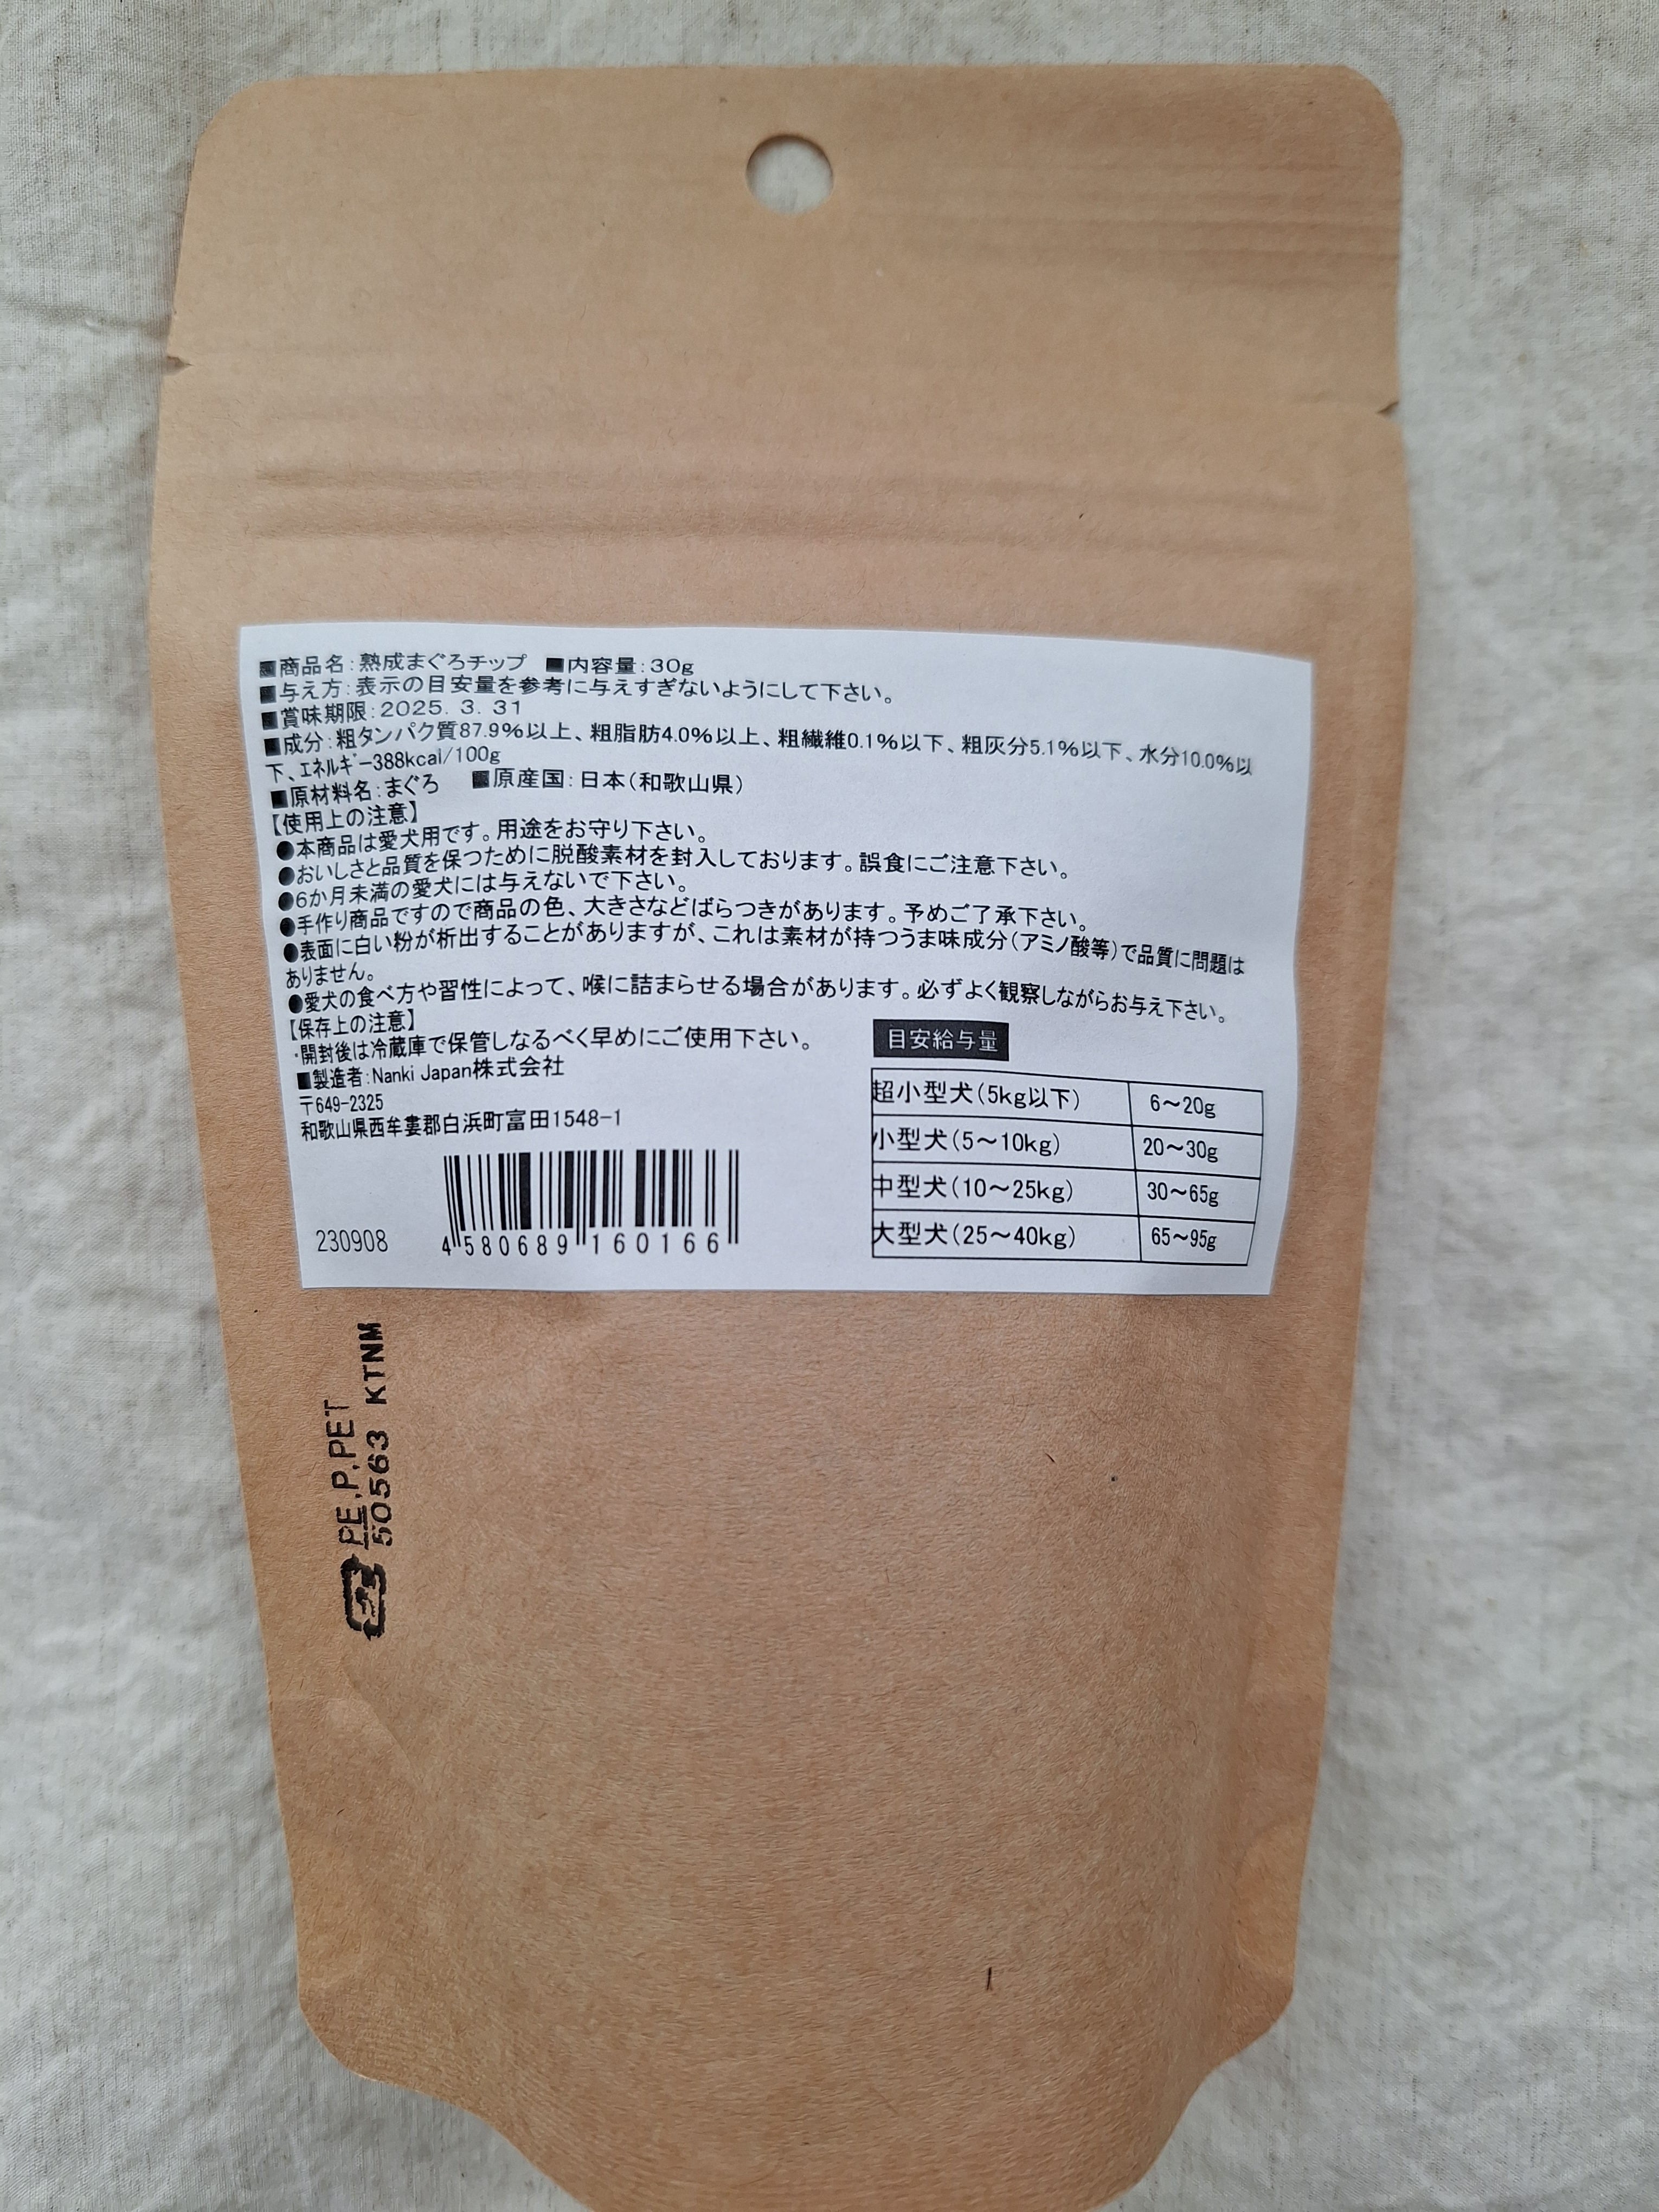 ■商品名:熟成まぐろチップ ■内容量:30g
■与え方:表示の目安量を参考に与えすぎないようにして下さい。
■賞味期限:2025. 3. 31
■成分:粗タンパク質87.9%以上、粗脂肪4.0%以上、粗繊維0.1%以下、粗灰分5.1%以下、水分10.0%以
下、エネルギー388kcal/100g
■原材料名:まぐろ ■原産国:日本(和歌山県)
【使用上の注意】
●本商品は愛犬用です。用途をお守り下さい。
●おいしさと品質を保つために脱酸素材を封入しております。誤食にご注意下さい。
●6か月未満の愛犬には与えないで下さい。
●手作り商品ですので商品の色、大きさなどばらつきがあります。予めご了承下さい。
●表面に白い粉が析出することがありますが、これは素材が持つうま味成分(アミノ酸等)で品質に問題は
ありません。
●愛犬の食べ方や習性によって、喉に詰まらせる場合があります。必ずよく観察しながらお与え下さい。
【保存上の注意】
・開封後は冷蔵庫で保管しなるべく早めにご使用下さい。
■製造者:Nanki Japan株式会社
〒649-2325
和歌山県西牟婁郡白浜町富田1548-1
230908
4580689160166
目安給与量
超小型犬(5kg以下) 6～20g
小型犬(5～10kg) 20～30g
中型犬(10～25kg) 30～65g
大型犬(25～40kg) 65～95g
PE,P,PET
50563 KTNM